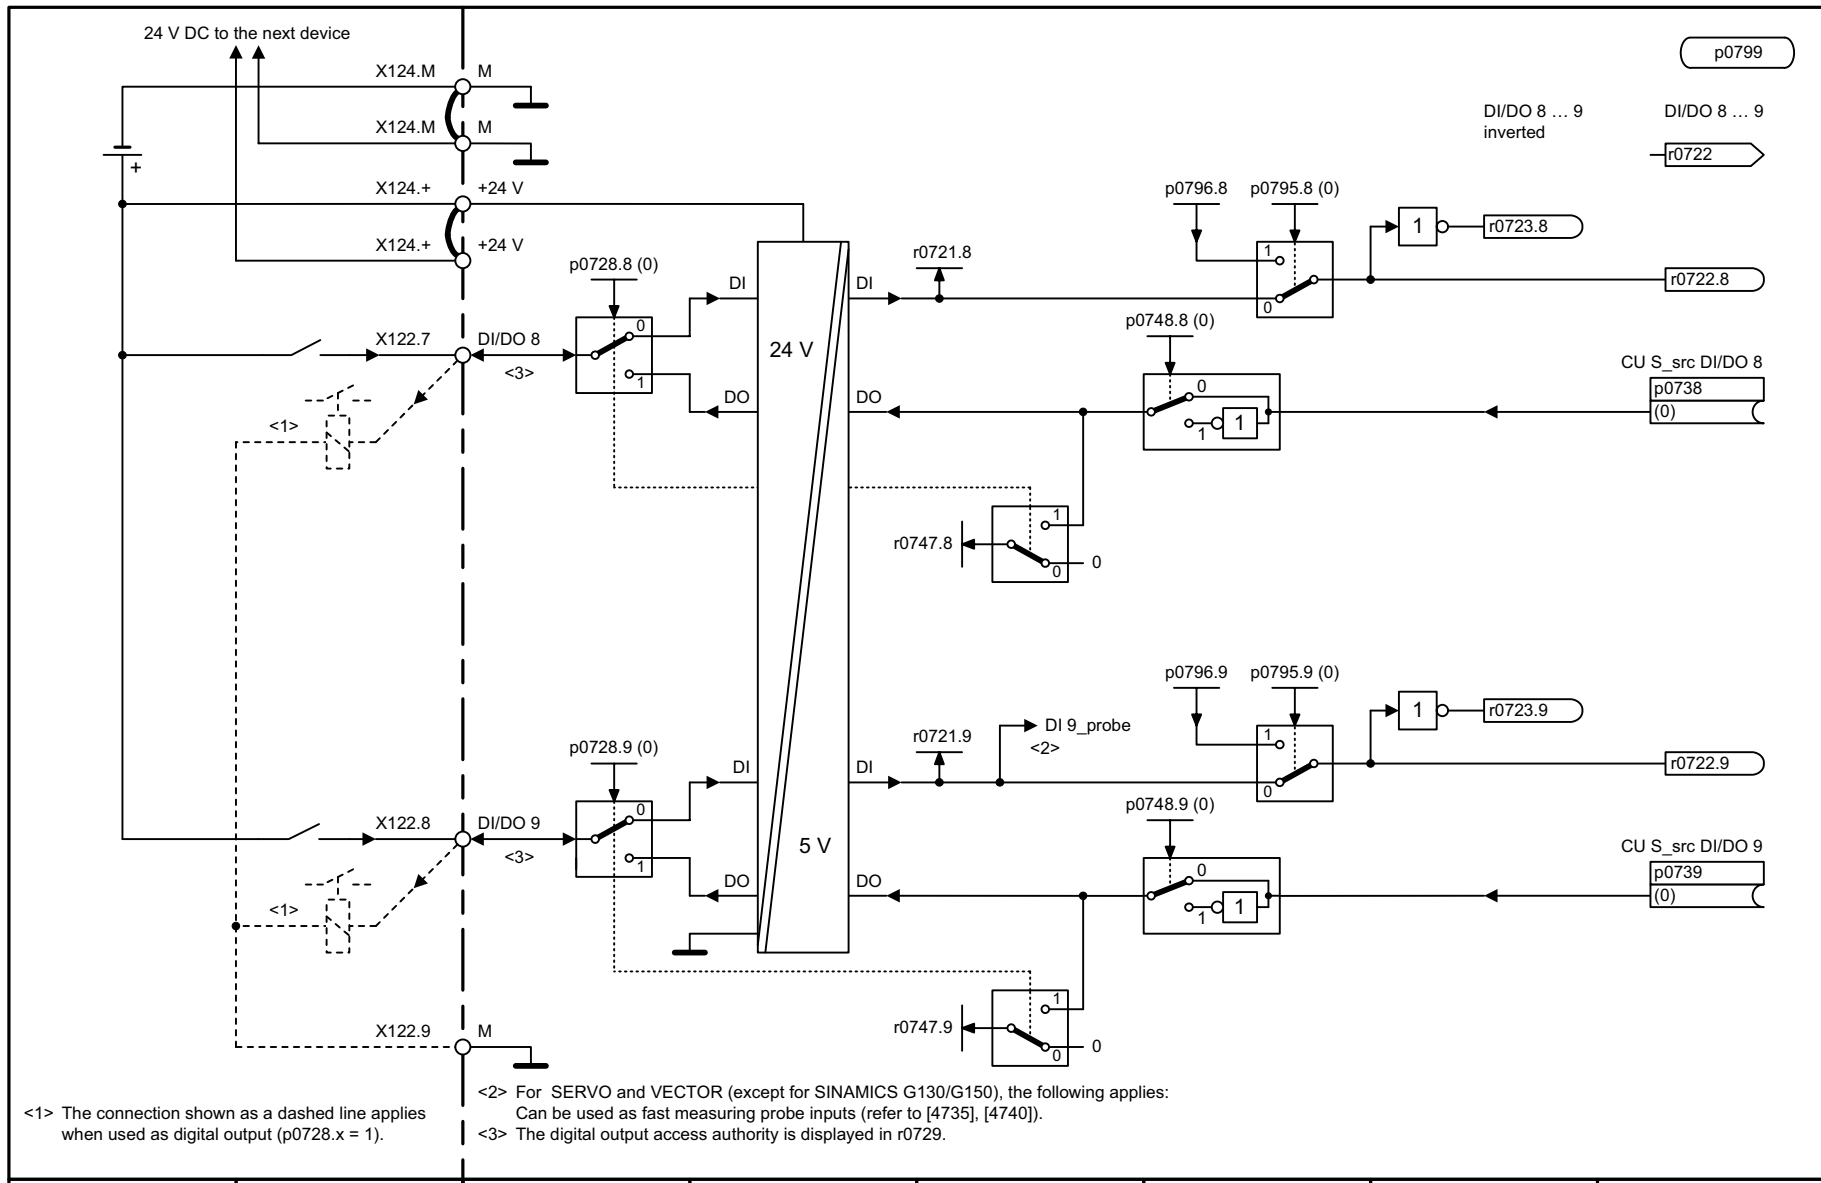 24 V DC to the next device
p0799
X124.M M
DI/DO 8 … 9
inverted
DI/DO 8 … 9
X124.M M
r0722
+
X124.+ +24 V
p0796.8 p0795.8 (0)
1 r0723.8
X124.+ +24 V
p0728.8 (0)
r0721.8
1
0
r0722.8
DI DI
p0748.8 (0)
X122.7 DI/DO 8
<3>
0
1
24 V
CU S_src DI/DO 8
p0738
(0)
DO DO
0
1
1
<1>
r0747.8
1
0 0
p0796.9 p0795.9 (0)
1 r0723.9
DI 9_probe
<2>
p0728.9 (0)
r0721.9
1
0
r0722.9
DI DI
p0748.9 (0)
X122.8 DI/DO 9
<3>
0
1
5 V
CU S_src DI/DO 9
p0739
(0)
DO DO
0
1
1
<1>
r0747.9
1
0 0
X122.9 M
<1> The connection shown as a dashed line applies
when used as digital output (p0728.x = 1).
<2> For SERVO and VECTOR (except for SINAMICS G130/G150), the following applies:
Can be used as fast measuring probe inputs (refer to [4735], [4740]).
<3> The digital output access authority is displayed in r0729.